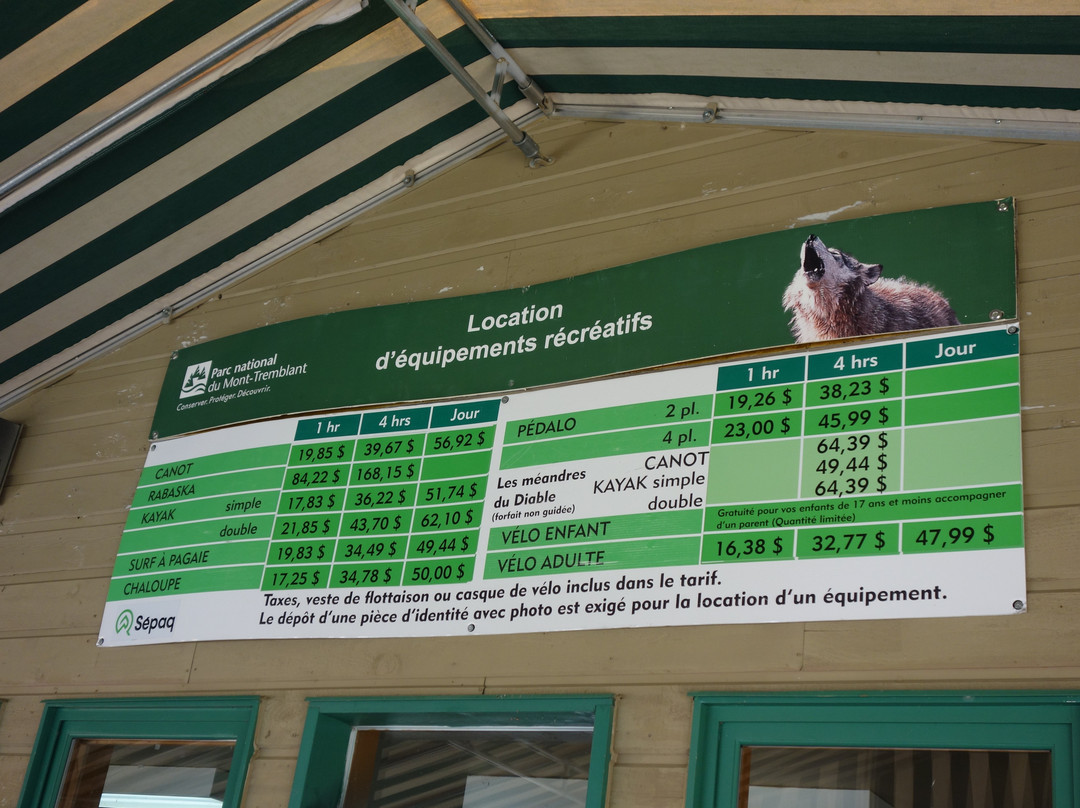 Location
d'équipements récréatifs
Parc national
du Mont-Tremblant
Conserver. Protéger. Découvrir.
1 hr 4 hrs Jour
CANOT 19,85 $ 39,67 $ 56,92 $
RABASKA 84,22 $ 168,15 $
KAYAK simple 17,83 $ 36,22 $ 51,74 $
double 21,85 $ 43,70 $ 62,10 $
SURF À PAGAIE 19,83 $ 34,49 $ 49,44 $
CHALOUPE 17,25 $ 34,78 $ 50,00 $
1 hr 4 hrs Jour
PÉDALO 2 pl. 19,26 $ 38,23 $
4 pl. 23,00 $ 45,99 $
Les méandres CANOT 64,39 $
du Diable KAYAK simple 49,44 $
(forfait non guidée) double 64,39 $
VÉLO ENFANT Gratuité pour vos enfants de 17 ans et moins accompagner
d'un parent (Quantité limitée)
VÉLO ADULTE 16,38 $ 32,77 $ 47,99 $
Taxes, veste de flottaison ou casque de vélo inclus dans le tarif.
Le dépôt d'une pièce d'identité avec photo est exigé pour la location d'un équipement.
Sépaq